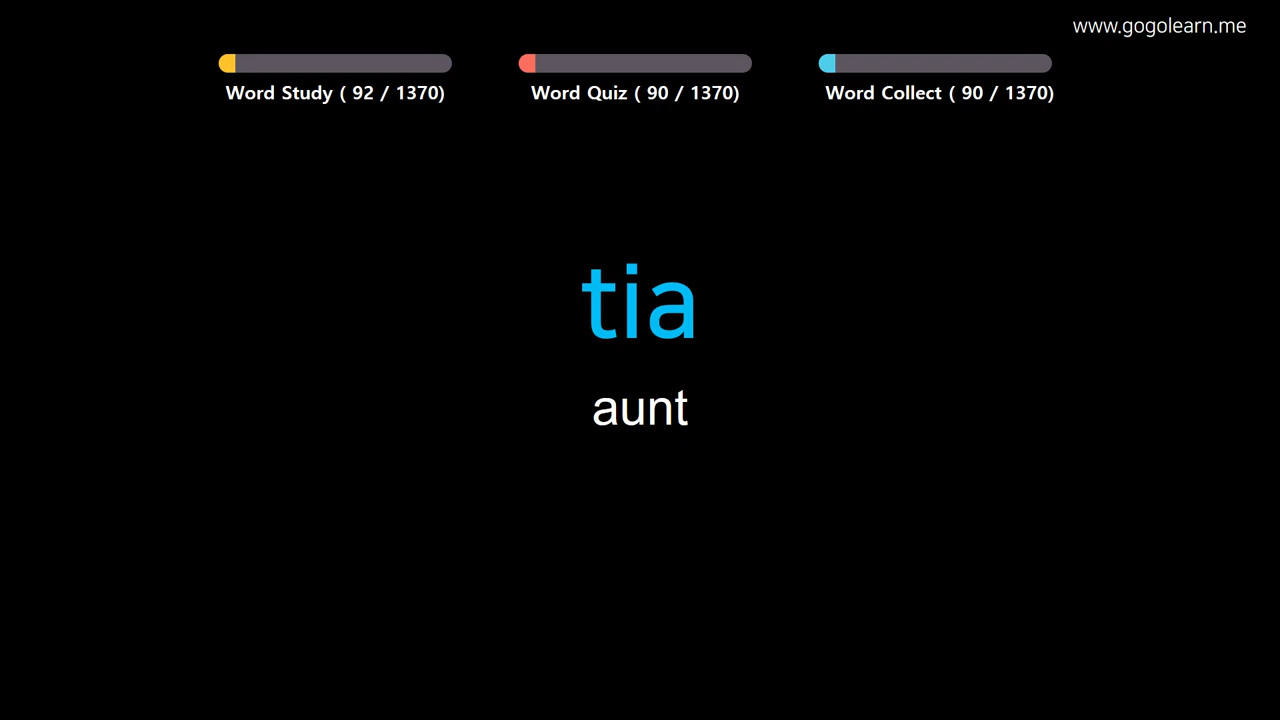 www.gogolearn.me
Word Study ( 92 / 1370)
Word Quiz ( 90 / 1370)
Word Collect ( 90 / 1370)
tia
aunt